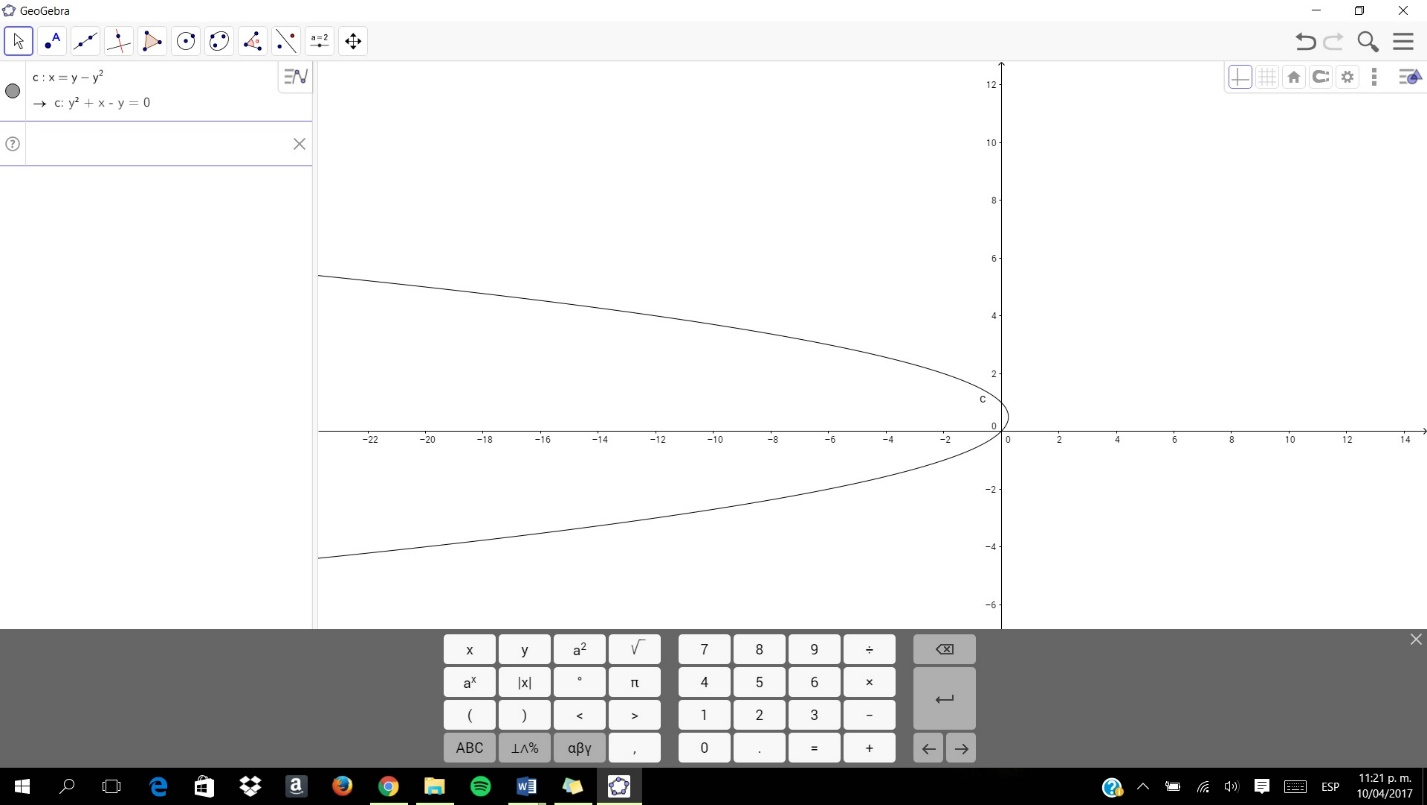 GeoGebra
A
a=2
c : x = y − y²
→ c: y² + x - y = 0
12
10
8
6
4
2
c
0
−22 −20 −18 −16 −14 −12 −10 −8 −6 −4 −2 0 2 4 6 8 10 12 14
−2
−4
−6
x y a² √ 7 8 9 ÷
aˣ |x| ° π 4 5 6 ×
( ) < > 1 2 3 −
ABC ⊥∧% αβγ , 0 . = +
ESP
11:21 p. m.
10/04/2017